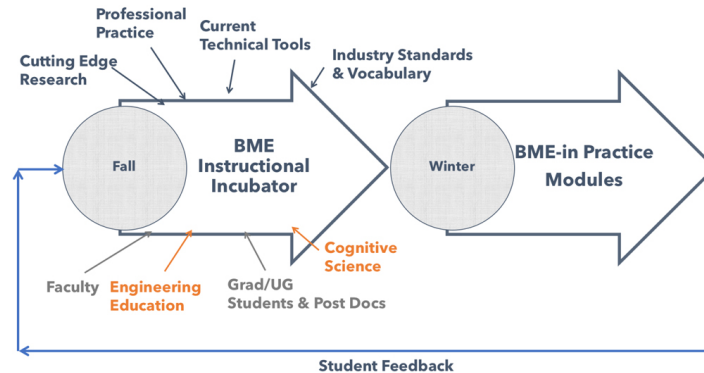 Professional
Practice
Current
Technical Tools
Cutting Edge
Research
Industry Standards
& Vocabulary
Fall
BME
Instructional
Incubator
Winter
BME-in Practice
Modules
Cognitive
Science
Faculty
Engineering
Education
Grad/UG
Students & Post Docs
Student Feedback